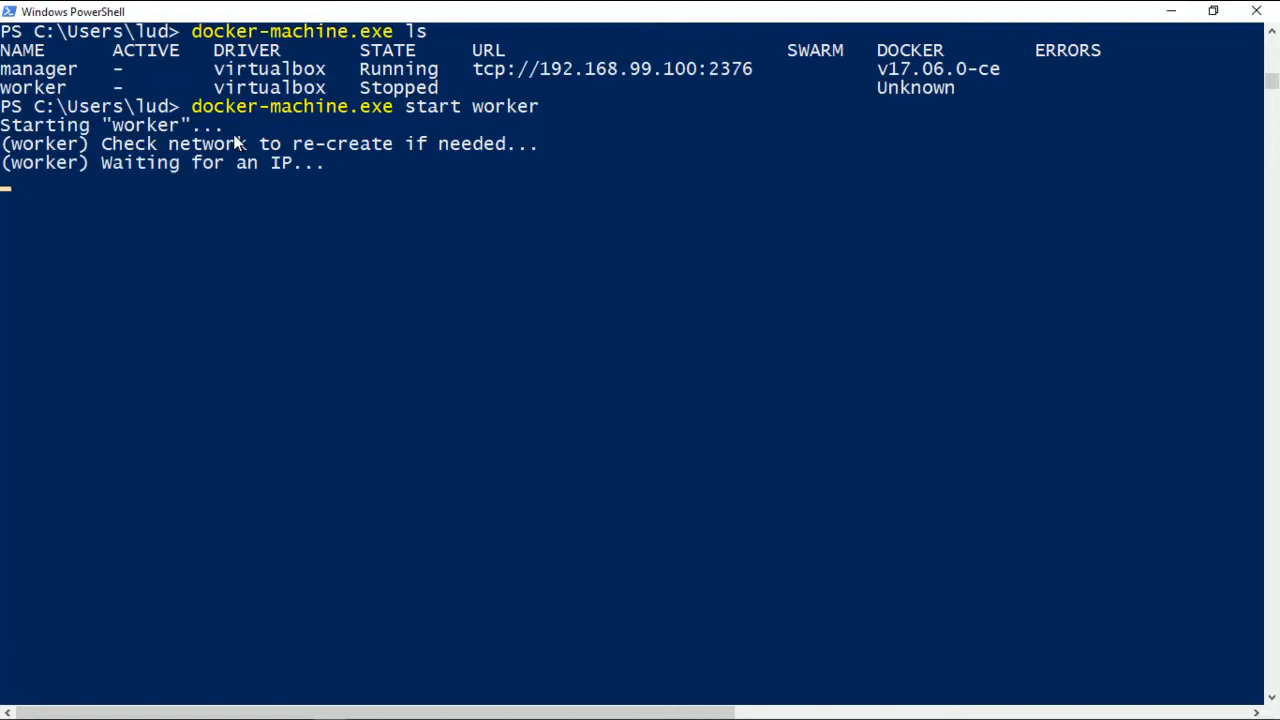 Windows PowerShell
PS C:\Users\lud> docker-machine.exe ls
NAME ACTIVE DRIVER STATE URL SWARM DOCKER ERRORS
manager - virtualbox Running tcp://192.168.99.100:2376 v17.06.0-ce
worker - virtualbox Stopped Unknown
PS C:\Users\lud> docker-machine.exe start worker
Starting "worker"...
(worker) Check network to re-create if needed...
(worker) Waiting for an IP...